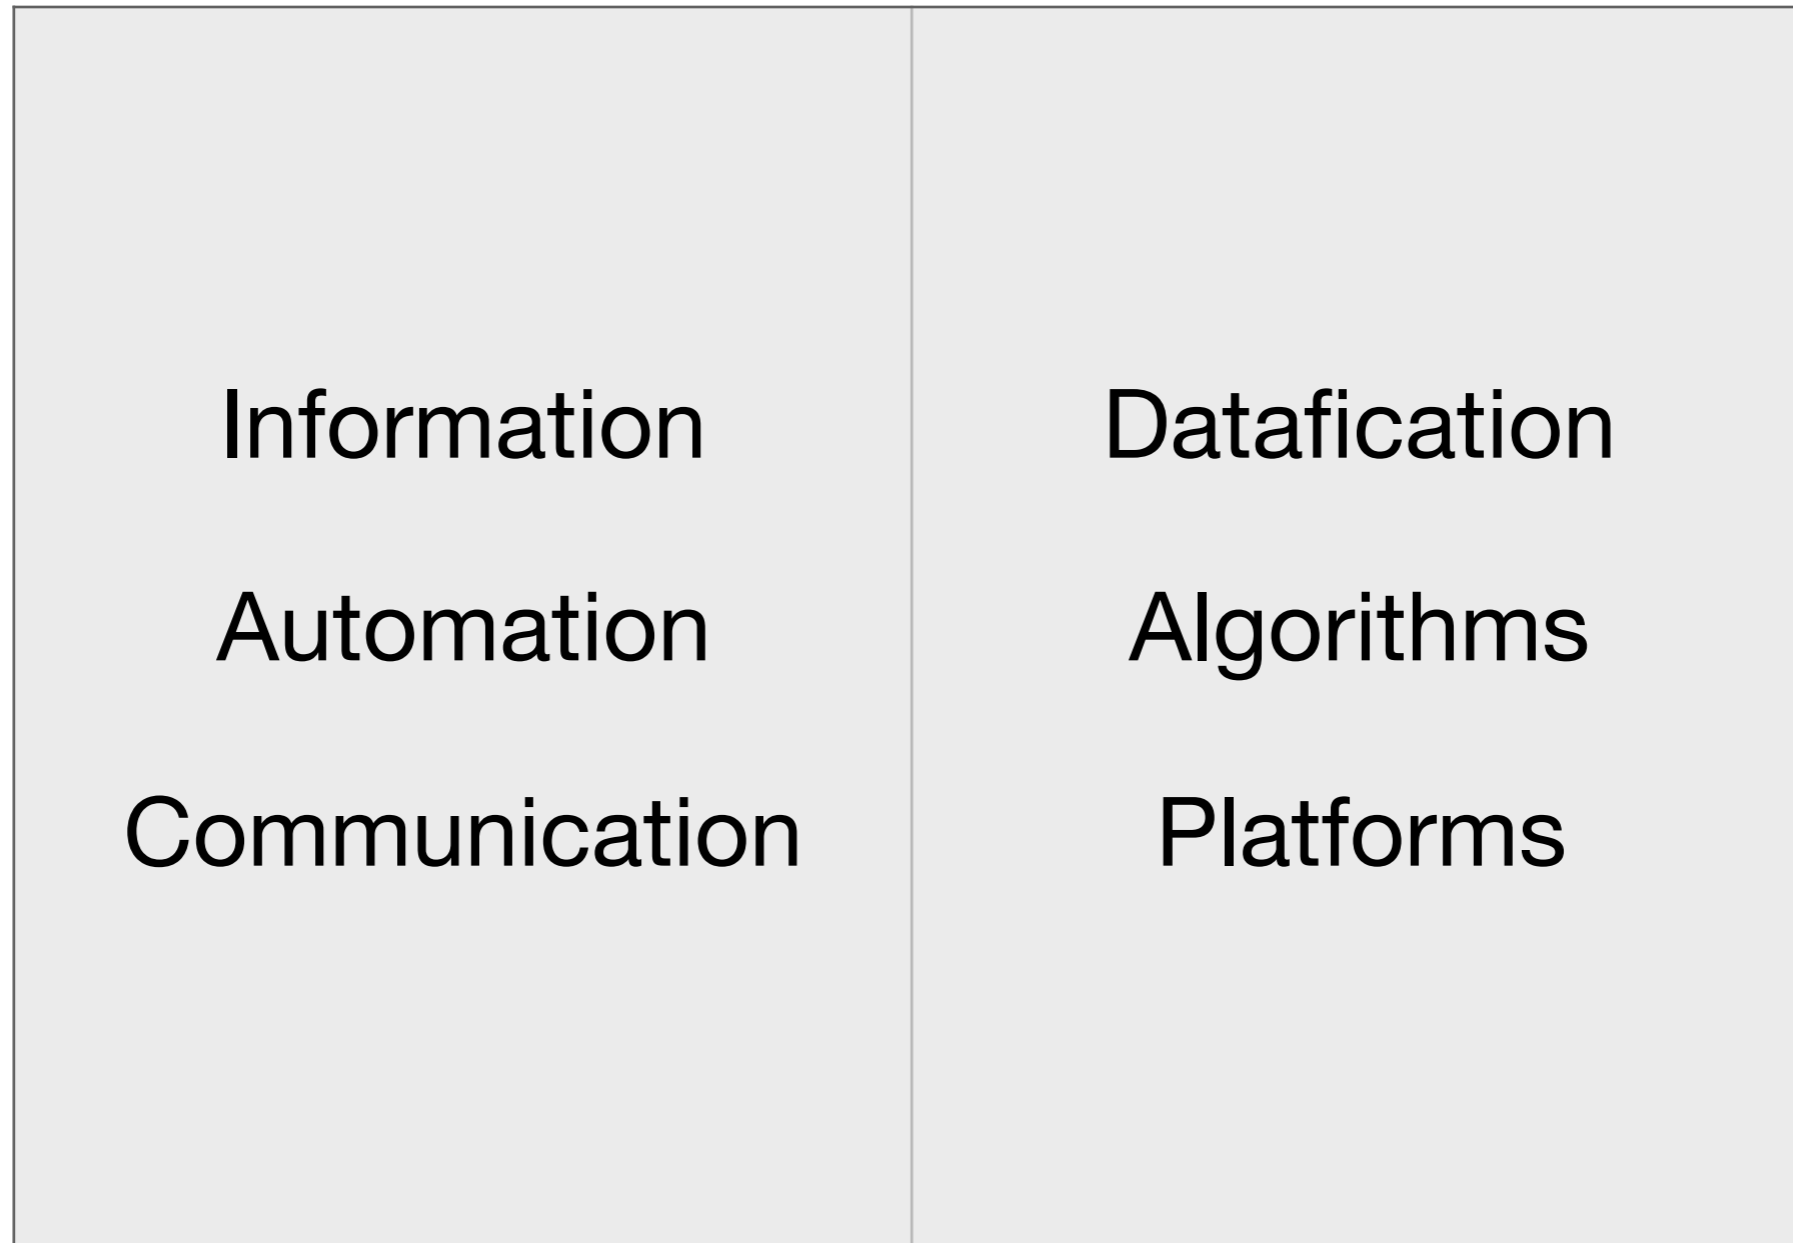 Information
Automation
Communication
Datafication
Algorithms
Platforms